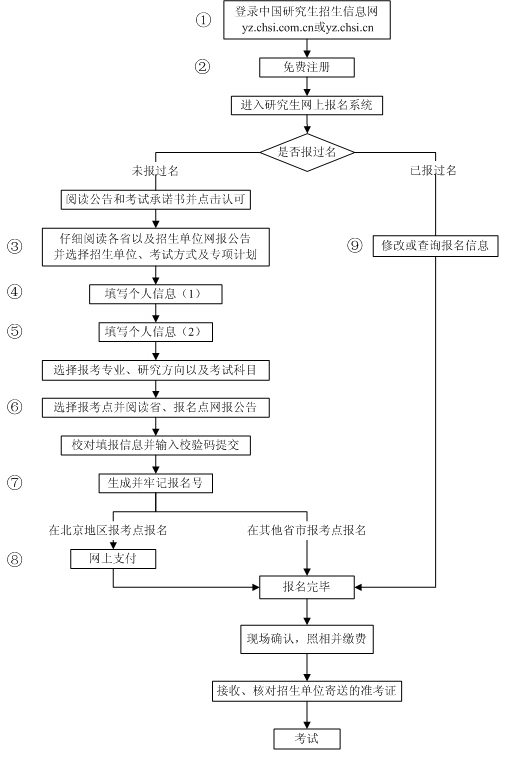 ①
登录中国研究生招生信息网
yz.chsi.com.cn或yz.chsi.cn
②
免费注册
进入研究生网上报名系统
是否报过名
未报过名
已报过名
阅读公告和考试承诺书并点击认可
③
仔细阅读各省以及招生单位网报公告
并选择招生单位、考试方式及专项计划
⑨
修改或查询报名信息
④
填写个人信息（1）
⑤
填写个人信息（2）
选择报考专业、研究方向以及考试科目
⑥
选择报考点并阅读省、报名点网报公告
校对填报信息并输入校验码提交
⑦
生成并牢记报名号
在北京地区报考点报名
在其他省市报考点报名
⑧
网上支付
报名完毕
现场确认，照相并缴费
接收、核对招生单位寄送的准考证
考试